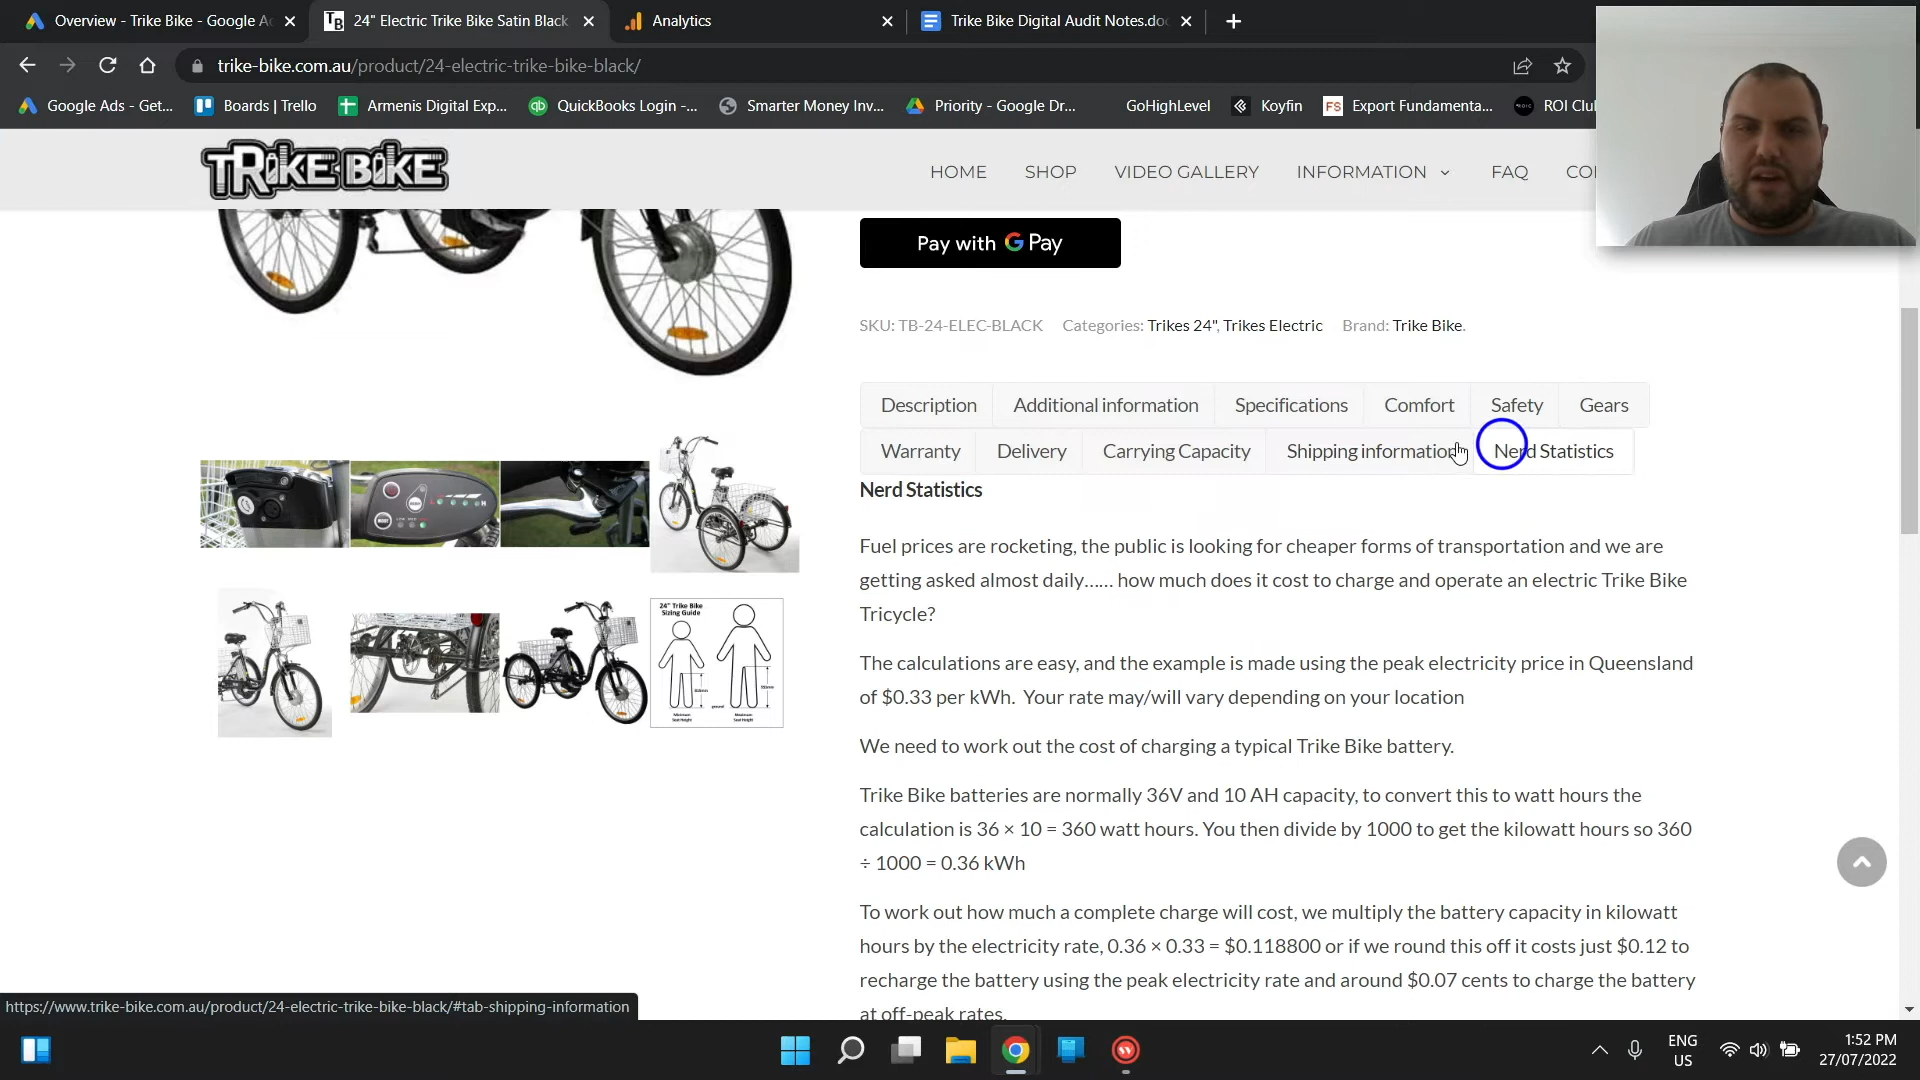 Overview - Trike Bike - Google Ac
24" Electric Trike Bike Satin Black
Analytics
Trike Bike Digital Audit Notes.doc
trike-bike.com.au/product/24-electric-trike-bike-black/
Google Ads - Get...
Boards | Trello
Armenis Digital Exp...
QuickBooks Login -...
Smarter Money Inv...
Priority - Google Dr...
GoHighLevel
Koyfin
FS
Export Fundamenta...
ROI Clu
TRIKE BIKE
HOME
SHOP
VIDEO GALLERY
INFORMATION
FAQ
CO
Pay with G Pay
SKU: TB-24-ELEC-BLACK Categories: Trikes 24", Trikes Electric Brand: Trike Bike.
Description
Additional information
Specifications
Comfort
Safety
Gears
Warranty
Delivery
Carrying Capacity
Shipping information
Nerd Statistics
Nerd Statistics
Fuel prices are rocketing, the public is looking for cheaper forms of transportation and we are
getting asked almost daily…… how much does it cost to charge and operate an electric Trike Bike
Tricycle?
The calculations are easy, and the example is made using the peak electricity price in Queensland
of $0.33 per kWh. Your rate may/will vary depending on your location
We need to work out the cost of charging a typical Trike Bike battery.
Trike Bike batteries are normally 36V and 10 AH capacity, to convert this to watt hours the
calculation is 36 × 10 = 360 watt hours. You then divide by 1000 to get the kilowatt hours so 360
÷ 1000 = 0.36 kWh
To work out how much a complete charge will cost, we multiply the battery capacity in kilowatt
hours by the electricity rate, 0.36 × 0.33 = $0.118800 or if we round this off it costs just $0.12 to
recharge the battery using the peak electricity rate and around $0.07 cents to charge the battery
at off-peak rates.
24" Trike Bike
Sizing Guide
ground
Minimum
Seat Height
https://www.trike-bike.com.au/product/24-electric-trike-bike-black/#tab-shipping-information
ENG
US
1:52 PM
27/07/2022